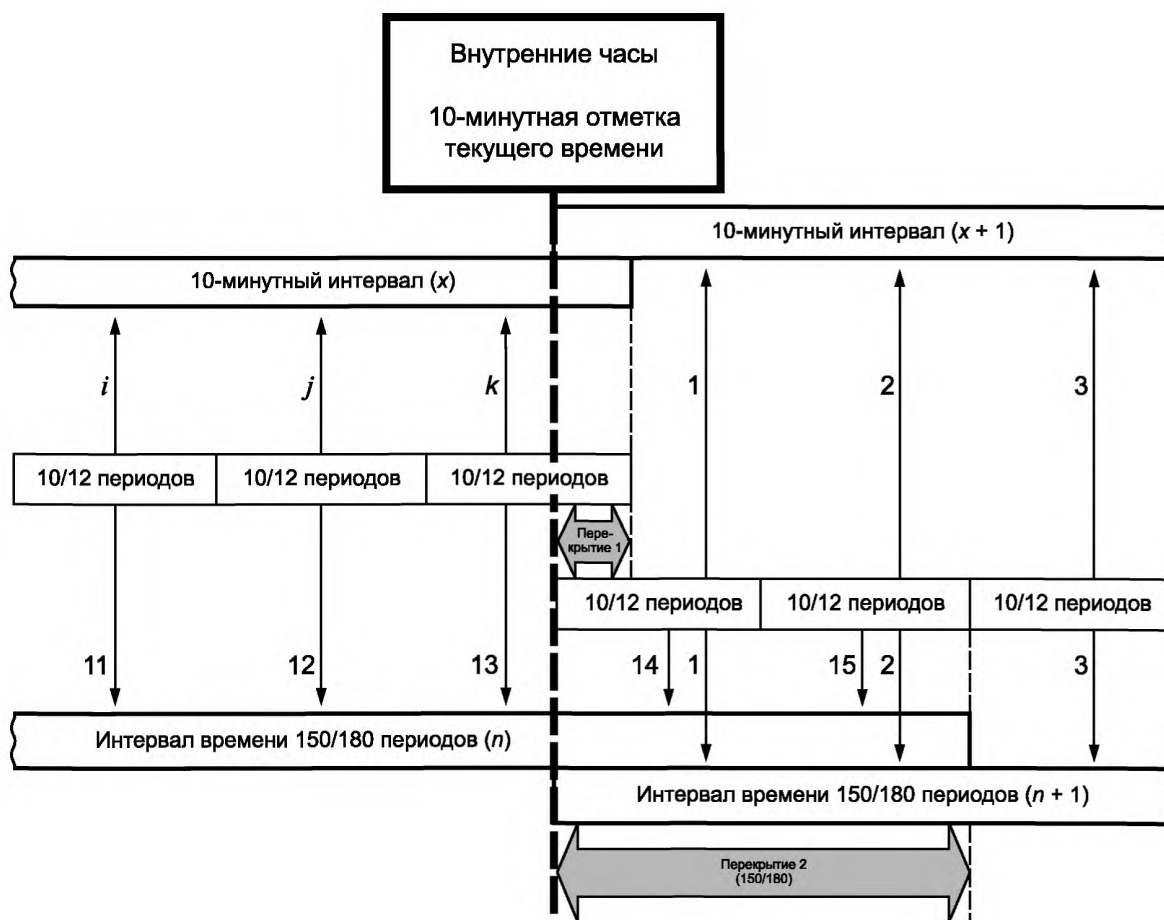 Внутренние часы
10-минутная отметка
текущего времени
10-минутный интервал (x + 1)
10-минутный интервал (x)
i
j
k
1
2
3
10/12 периодов
10/12 периодов
10/12 периодов
Пере-
крытие 1
10/12 периодов
10/12 периодов
10/12 периодов
11
12
13
14
1
15
2
3
Интервал времени 150/180 периодов (n)
Интервал времени 150/180 периодов (n + 1)
Перекрытие 2
(150/180)